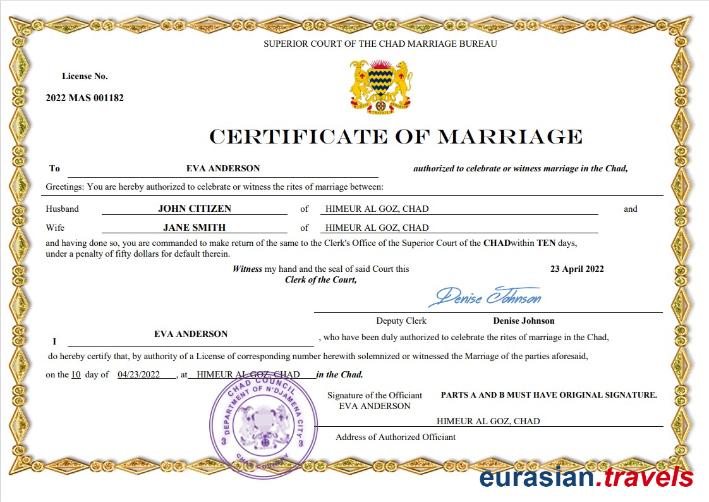 SUPERIOR COURT OF THE CHAD MARRIAGE BUREAU
License No.
2022 MAS 001182
CERTIFICATE OF MARRIAGE
To EVA ANDERSON authorized to celebrate or witness marriage in the Chad,
Greetings: You are hereby authorized to celebrate or witness the rites of marriage between:
Husband JOHN CITIZEN of HIMEUR AL GOZ, CHAD and
Wife JANE SMITH of HIMEUR AL GOZ, CHAD
and having done so, you are commanded to make return of the same to the Clerk's Office of the Superior Court of the CHADwithin TEN days,
under a penalty of fifty dollars for default therein.
Witness my hand and the seal of said Court this 23 April 2022
Clerk of the Court,
Denise Johnson
Deputy Clerk Denise Johnson
I EVA ANDERSON , who have been duly authorized to celebrate the rites of marriage in the Chad,
do hereby certify that, by authority of a License of corresponding number herewith solemnized or witnessed the Marriage of the parties aforesaid,
on the 10 day of 04/23/2022 , at HIMEUR AL GOZ, CHAD in the Chad.
CHAD COUNCIL
DEPARTMENT OF N'DJAMENA CITY
3 3
CHAD COUNTRY
Signature of the Officiant PARTS A AND B MUST HAVE ORIGINAL SIGNATURE.
EVA ANDERSON
HIMEUR AL GOZ, CHAD
Address of Authorized Officiant
eurasian.travels